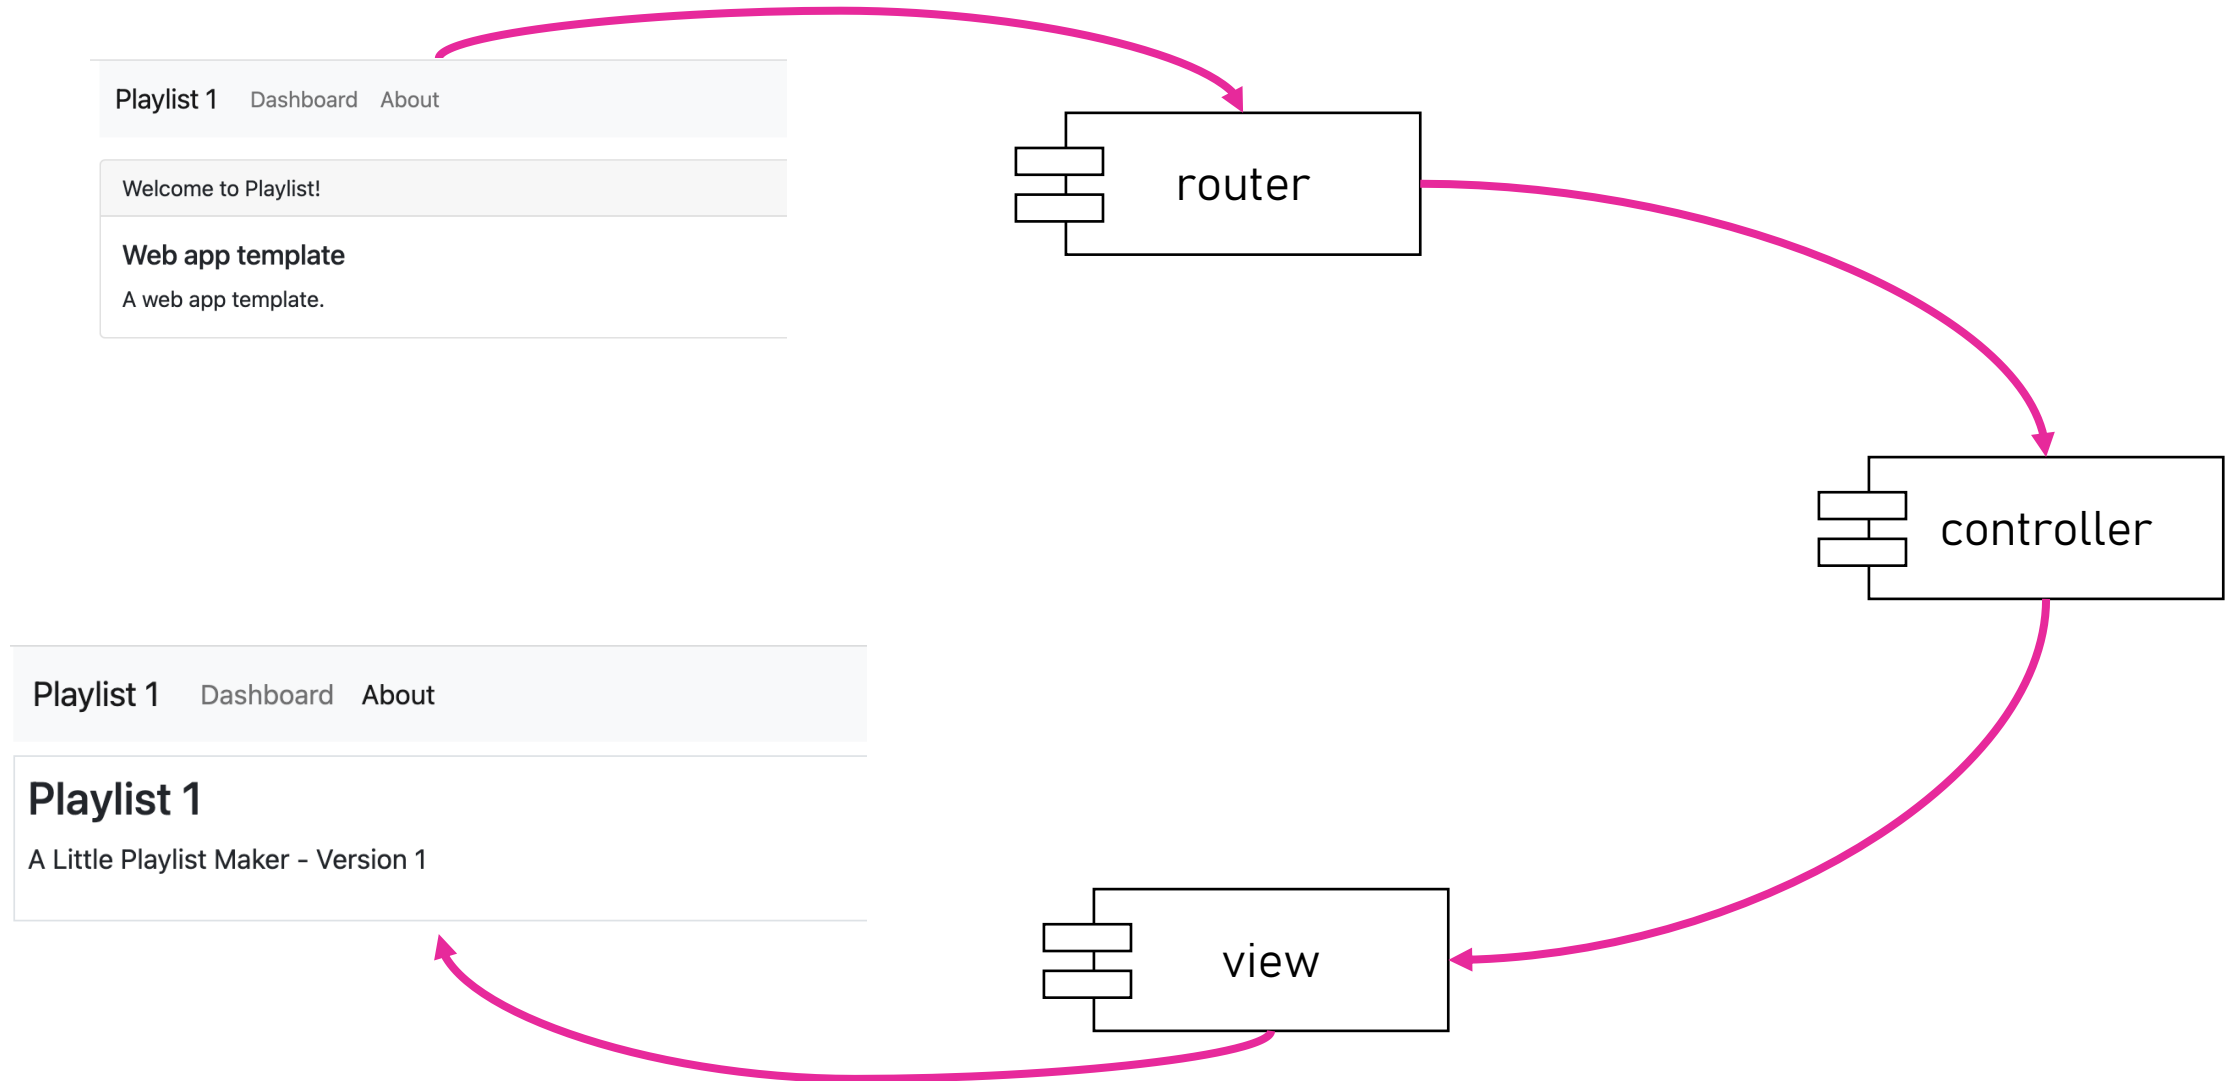 Playlist 1 Dashboard About
Welcome to Playlist!
Web app template
A web app template.
router
controller
Playlist 1 Dashboard About
Playlist 1
A Little Playlist Maker - Version 1
view